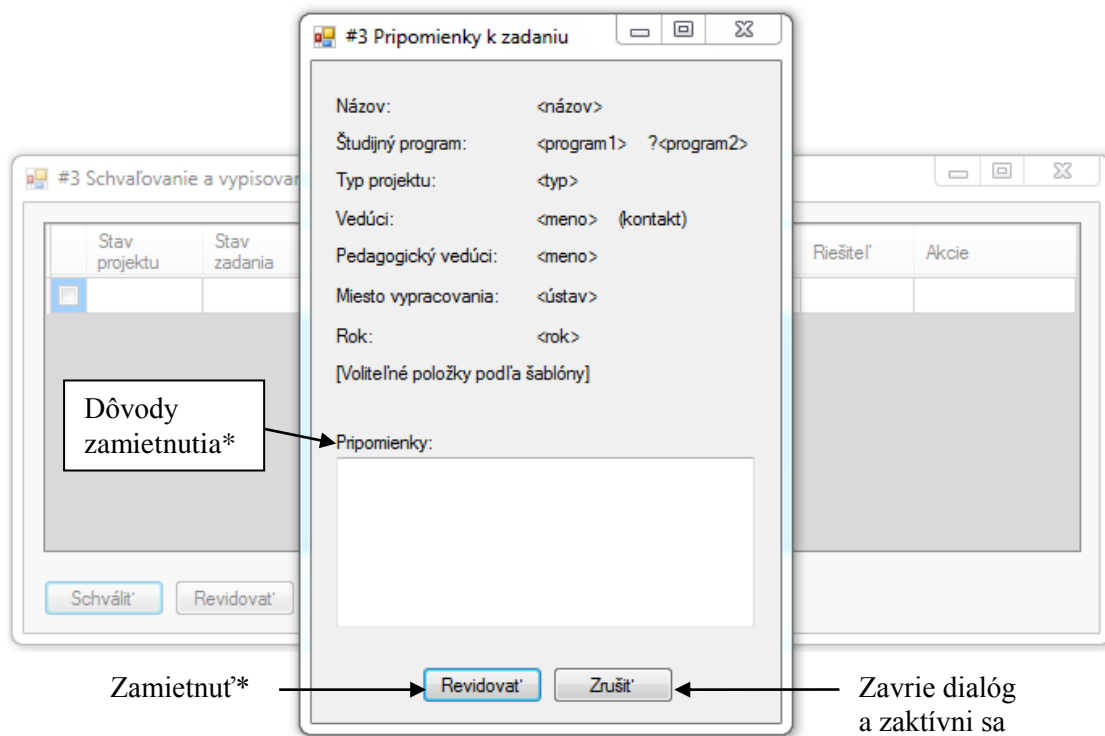 #3 Pripomienky k zadaniu
Názov: <názov>
Študijný program: <program1> ?<program2>
Typ projektu: <typ>
Vedúci: <meno> (kontakt)
Pedagogický vedúci: <meno>
Miesto vypracovania: <ústav>
Rok: <rok>
[Voliteľné položky podľa šablóny]
Pripomienky:
Revidovať Zrušiť
#3 Schvaľovanie a vypisovan
Stav projektu
Stav zadania
Riešiteľ
Akcie
Schváliť Revidovať
Dôvody
zamietnutia*
Zamietnuť*
Zavrie dialóg
a zaktívni sa